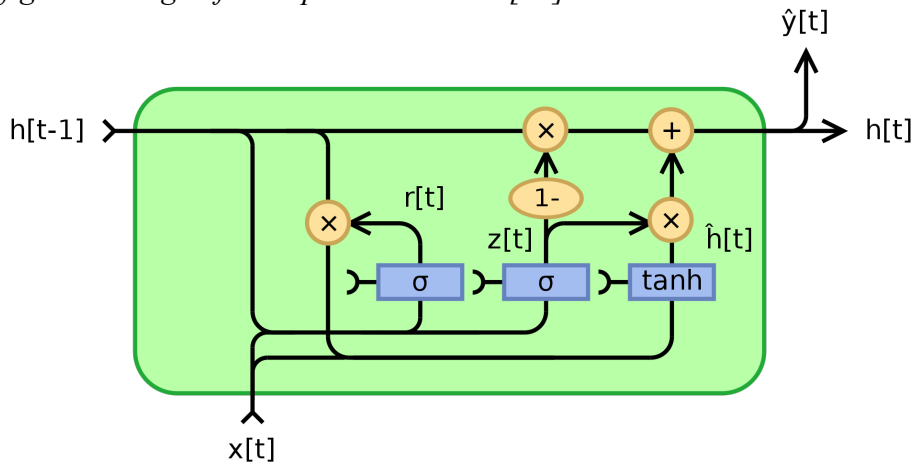 ŷ[t]
h[t-1]
×
+
h[t]
1-
r[t]
×
z[t]
×
ĥ[t]
σ
σ
tanh
x[t]